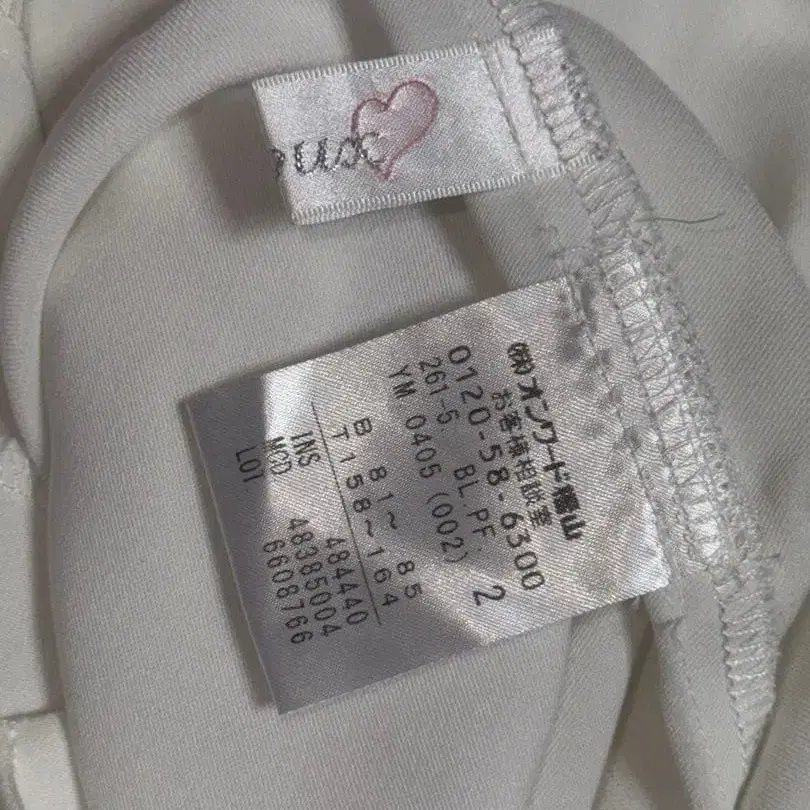 ㈱オンワード樫山
お客様相談室
0120-58-6300
261-5 BL.PF. 2
YM 0405 (002)
B 81~ 85
T158~164
INS 484440
MCD 48385004
LOT 6608766